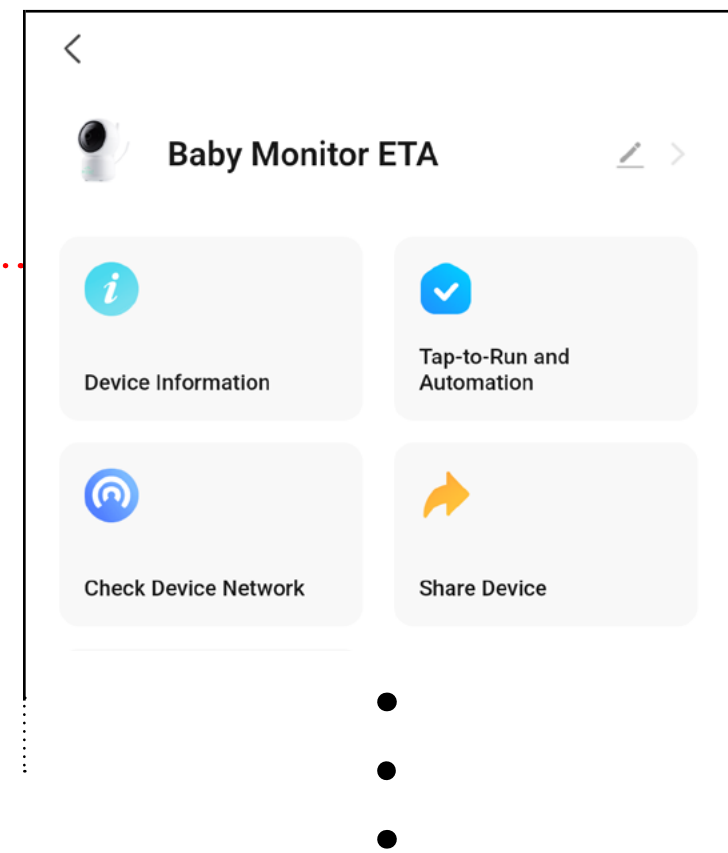 Baby Monitor ETA
Device Information
Tap-to-Run and
Automation
Check Device Network
Share Device